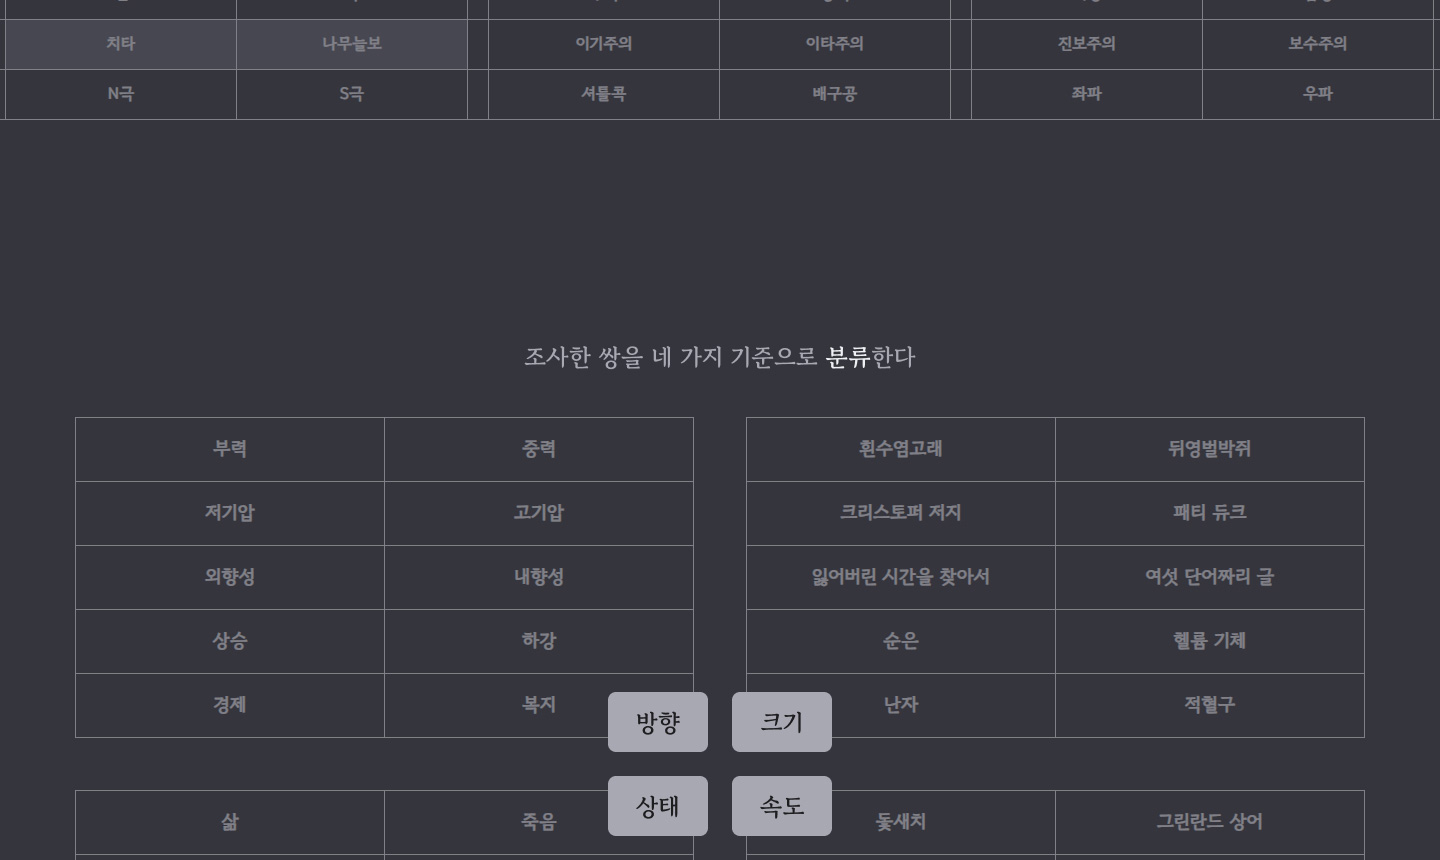 치타 나무늘보 이기주의 이타주의 진보주의 보수주의
N극 S극 셔틀콕 배구공 좌파 우파
조사한 쌍을 네 가지 기준으로 분류한다
부력 중력 흰수염고래 뒤영벌박쥐
저기압 고기압 크리스토퍼 저지 패티 듀크
외향성 내향성 잃어버린 시간을 찾아서 여섯 단어짜리 글
상승 하강 순은 헬륨 기체
경제 복지 난자 적혈구
방향 크기
상태 속도
삶 죽음 돛새치 그린란드 상어